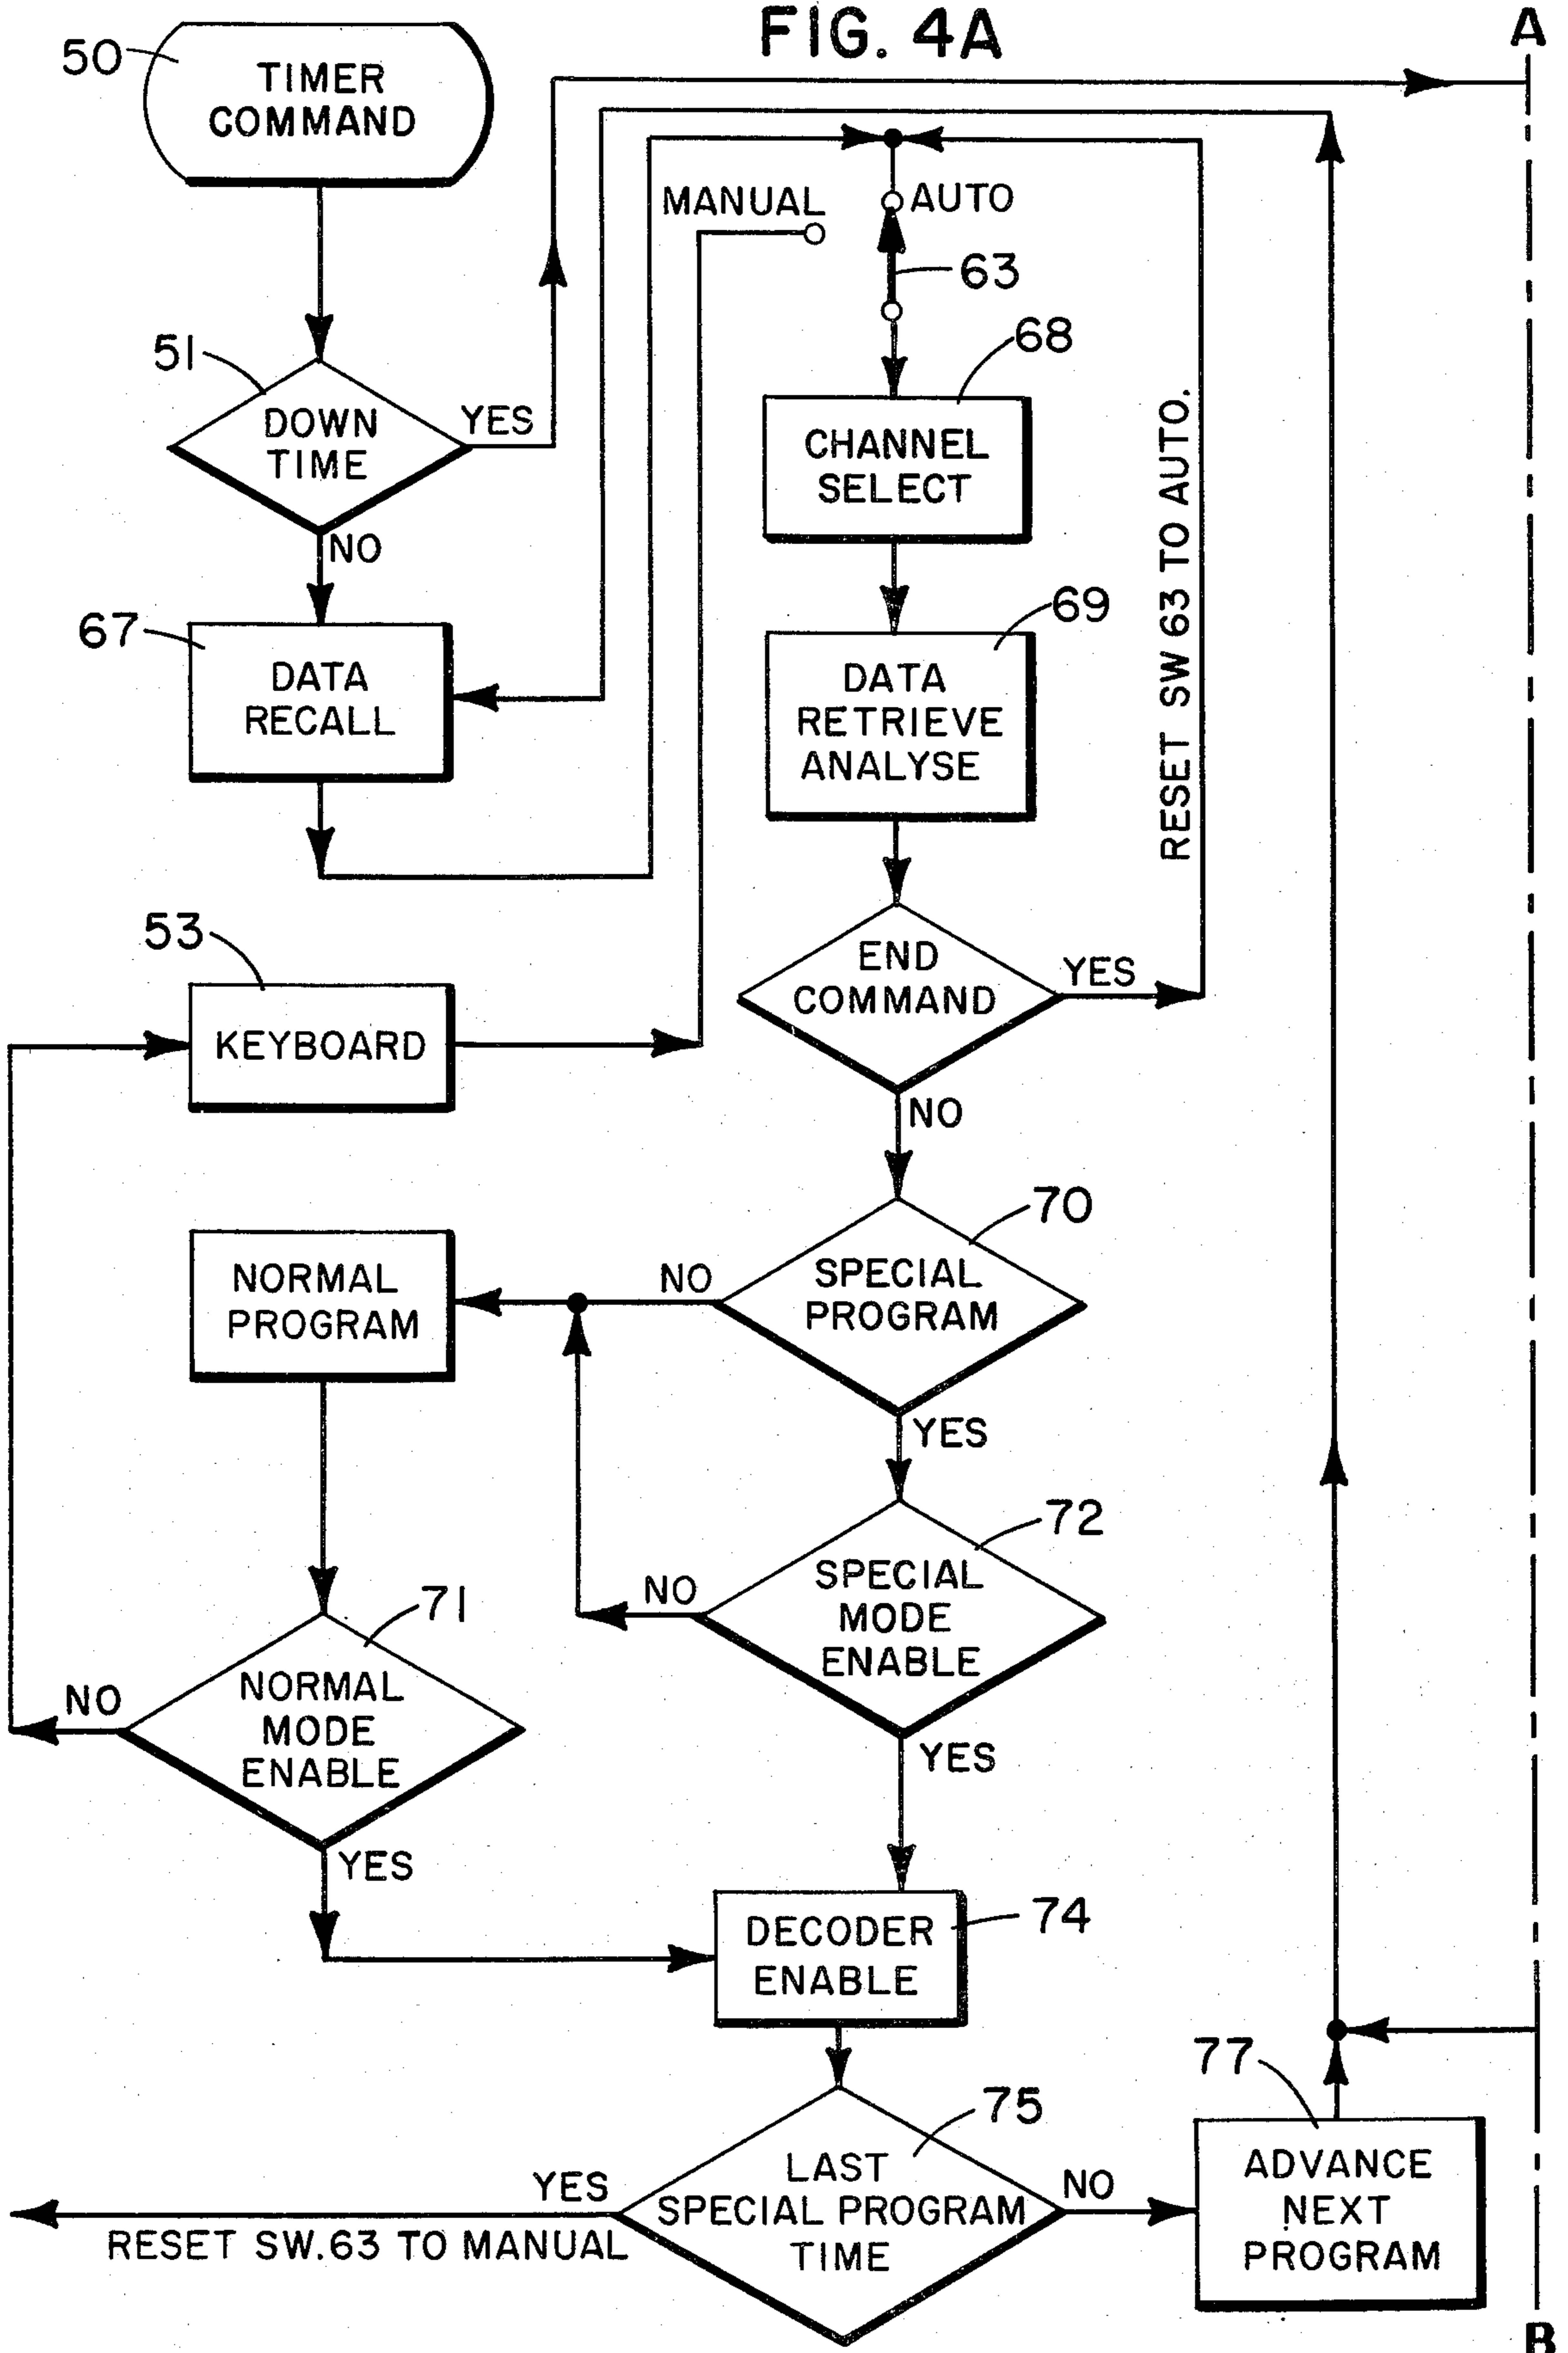 FIG. 4A
A
50
TIMER
COMMAND
MANUAL
AUTO
63
51
DOWN
TIME
YES
NO
68
CHANNEL
SELECT
RESET SW 63 TO AUTO.
67
DATA
RECALL
69
DATA
RETRIEVE
ANALYSE
53
KEYBOARD
END
COMMAND
YES
NO
70
SPECIAL
PROGRAM
NO
YES
NORMAL
PROGRAM
72
SPECIAL
MODE
ENABLE
NO
YES
71
NORMAL
MODE
ENABLE
NO
YES
74
DECODER
ENABLE
75
LAST
SPECIAL PROGRAM
TIME
YES
RESET SW.63 TO MANUAL
NO
77
ADVANCE
NEXT
PROGRAM
B